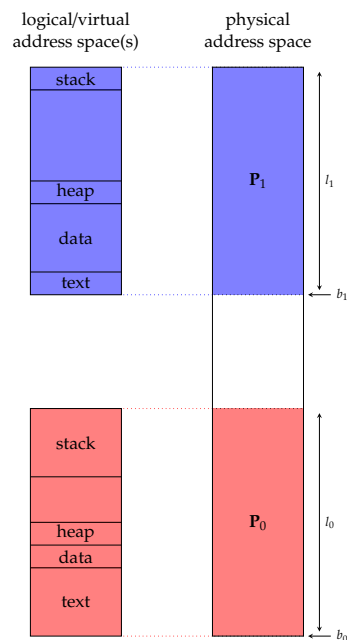 logical/virtual
address space(s)
physical
address space
stack
heap
data
text
P₁
l₁
b₁
stack
heap
data
text
P₀
l₀
b₀